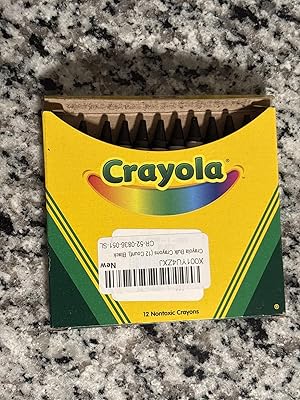 Crayola®
New
X001YU4ZXJ
Crayola Bulk Crayons (12 Count), Black
CR-52-0836-051-SL
12 Nontoxic Crayons
®